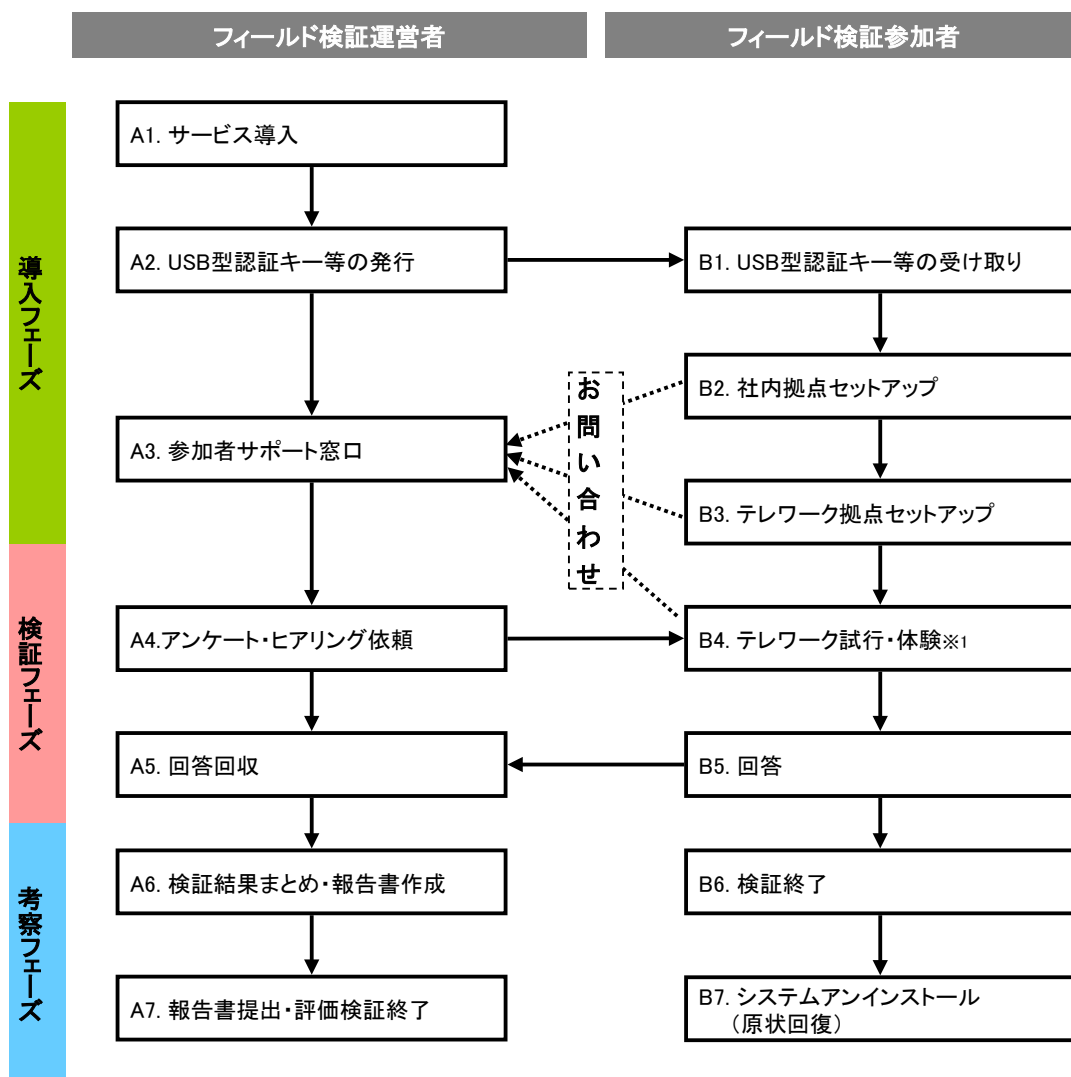 フィールド検証運営者
フィールド検証参加者
導入フェーズ
A1. サービス導入
A2. USB型認証キー等の発行
B1. USB型認証キー等の受け取り
B2. 社内拠点セットアップ
お問い合わせ
A3. 参加者サポート窓口
B3. テレワーク拠点セットアップ
検証フェーズ
A4.アンケート・ヒアリング依頼
B4. テレワーク試行・体験※1
A5. 回答回収
B5. 回答
考察フェーズ
A6. 検証結果まとめ・報告書作成
B6. 検証終了
A7. 報告書提出・評価検証終了
B7. システムアンインストール
（原状回復）